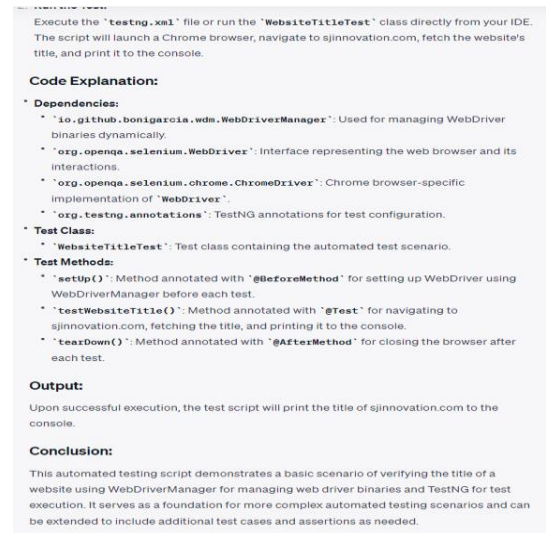 Execute the `testng.xml` file or run the `WebsiteTitleTest` class directly from your IDE.
The script will launch a Chrome browser, navigate to sjinnovation.com, fetch the website's
title, and print it to the console.
Code Explanation:
• Dependencies:
• `io.github.bonigarcia.wdm.WebDriverManager`: Used for managing WebDriver
binaries dynamically.
• `org.openqa.selenium.WebDriver`: Interface representing the web browser and its
interactions.
• `org.openqa.selenium.chrome.ChromeDriver`: Chrome browser-specific
implementation of `WebDriver`.
• `org.testng.annotations`: TestNG annotations for test configuration.
• Test Class:
• `WebsiteTitleTest`: Test class containing the automated test scenario.
• Test Methods:
• `setUp()`: Method annotated with `@BeforeMethod` for setting up WebDriver using
WebDriverManager before each test.
• `testWebsiteTitle()`: Method annotated with `@Test` for navigating to
sjinnovation.com, fetching the title, and printing it to the console.
• `tearDown()`: Method annotated with `@AfterMethod` for closing the browser after
each test.
Output:
Upon successful execution, the test script will print the title of sjinnovation.com to the
console.
Conclusion:
This automated testing script demonstrates a basic scenario of verifying the title of a
website using WebDriverManager for managing web driver binaries and TestNG for test
execution. It serves as a foundation for more complex automated testing scenarios and can
be extended to include additional test cases and assertions as needed.